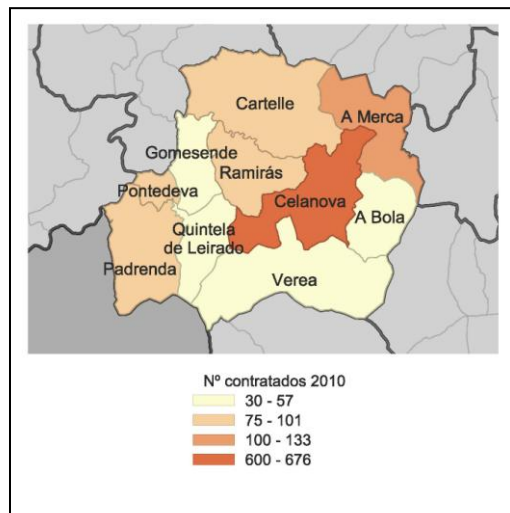 Cartelle
A Merca
Gomesende
Ramirás
Pontedeva
Celanova
A Bola
Quintela
de Leirado
Padrenda
Verea
Nº contratados 2010
30 - 57
75 - 101
100 - 133
600 - 676